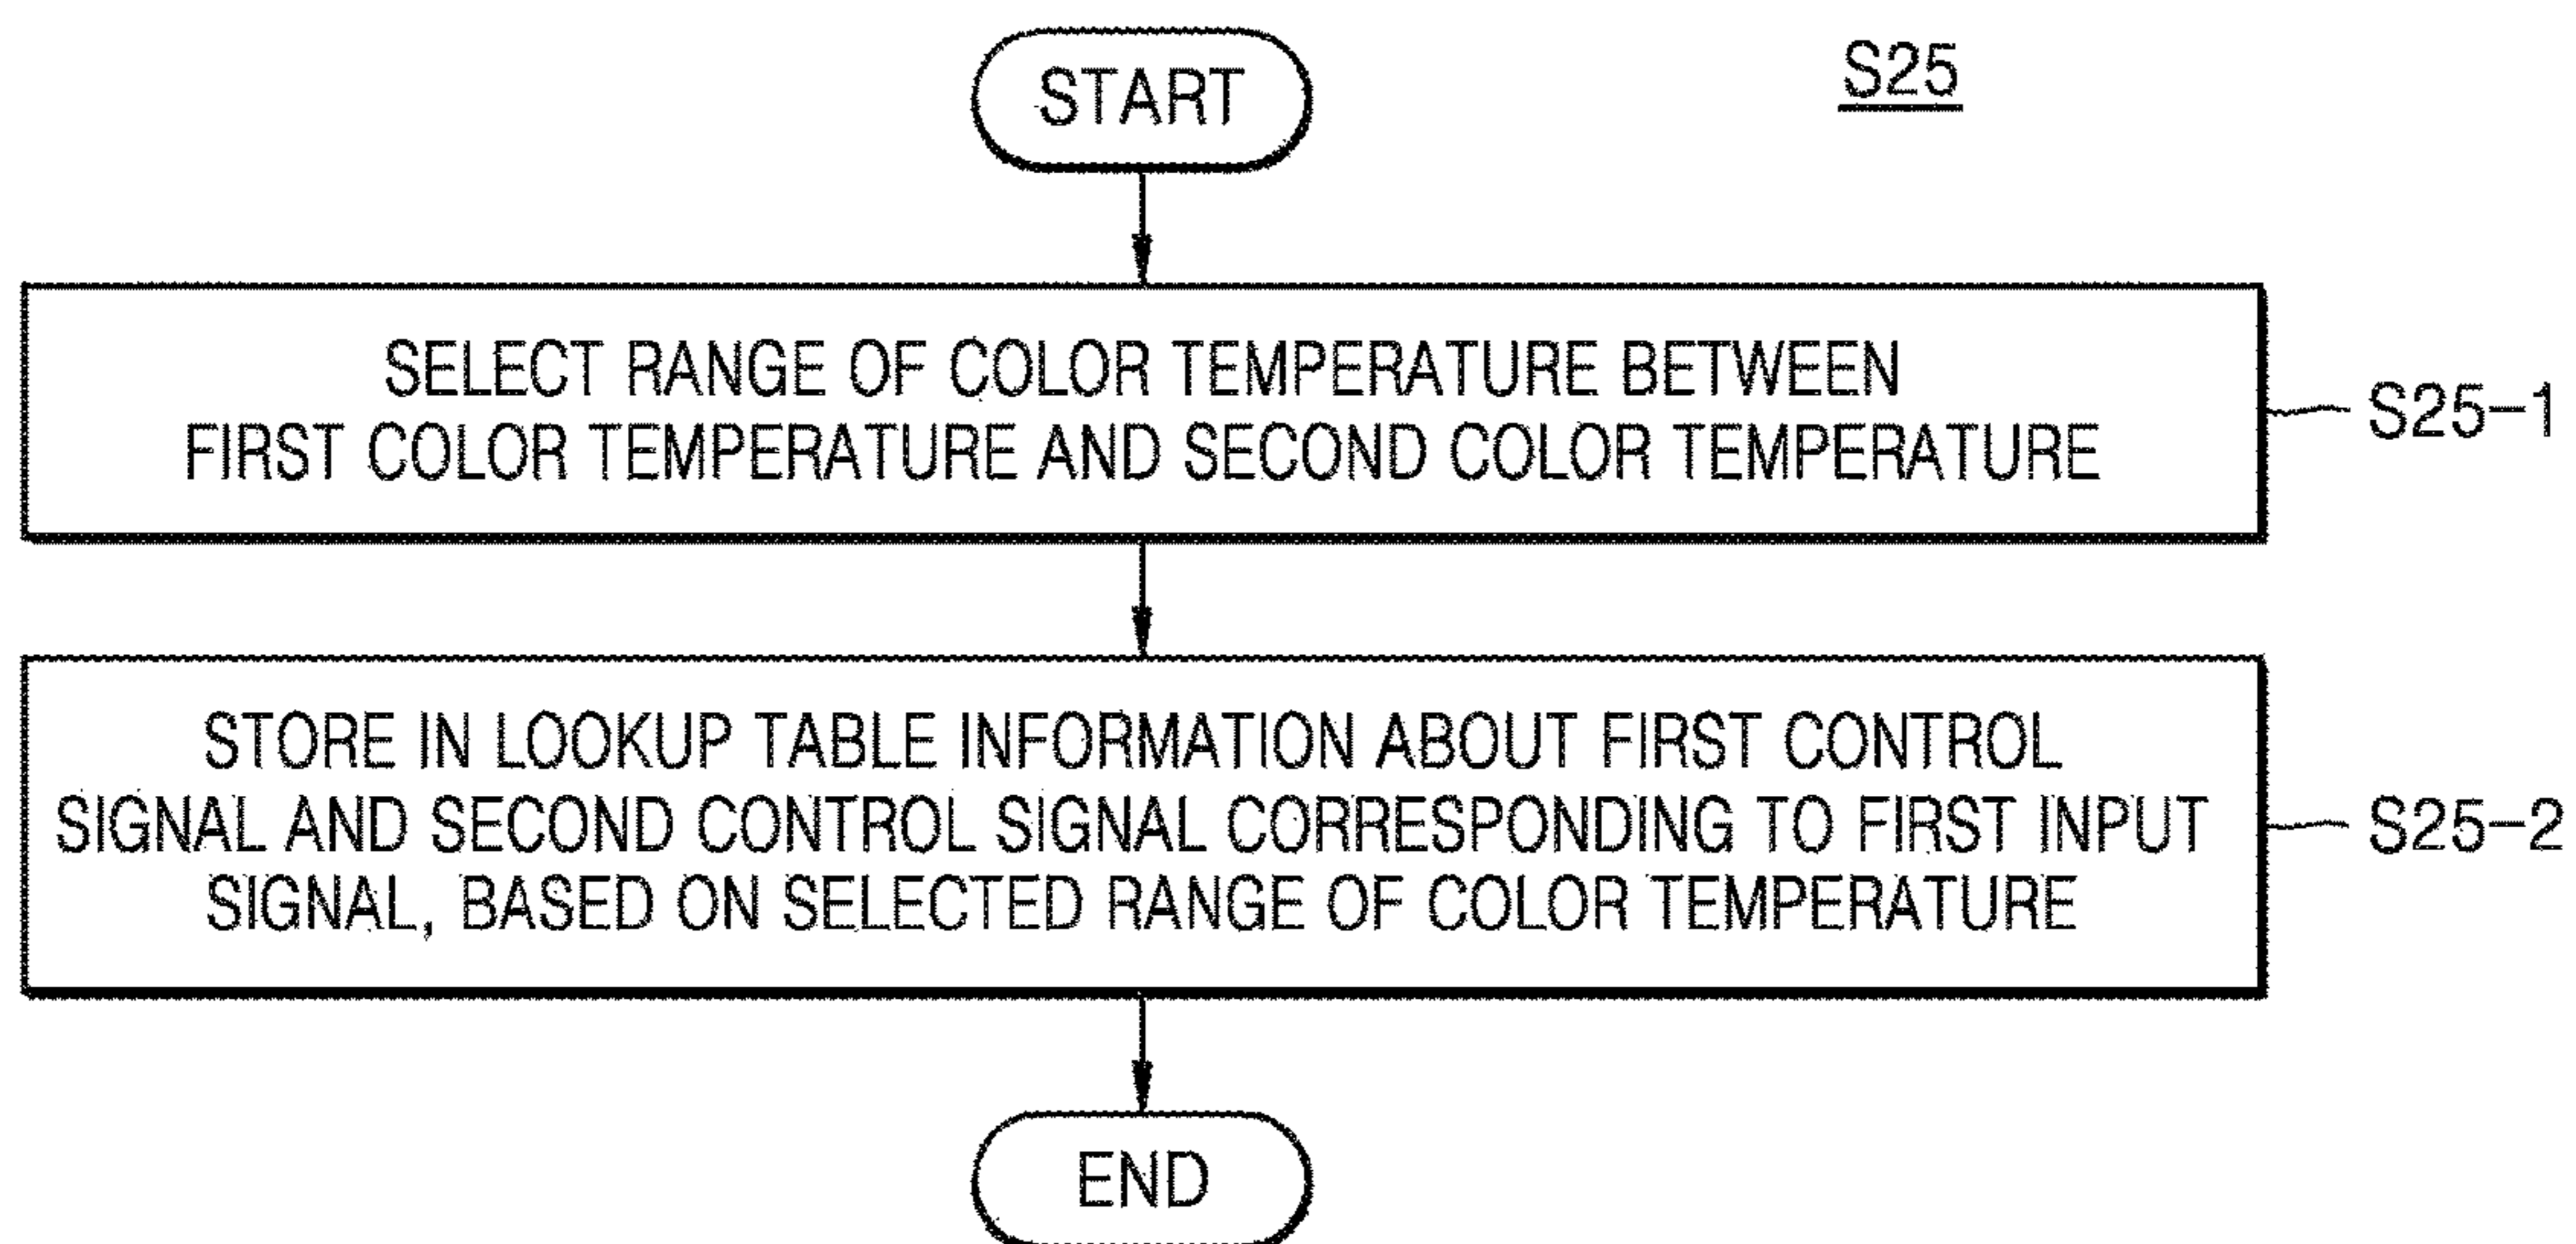 START
S25
SELECT RANGE OF COLOR TEMPERATURE BETWEEN
FIRST COLOR TEMPERATURE AND SECOND COLOR TEMPERATURE
S25-1
STORE IN LOOKUP TABLE INFORMATION ABOUT FIRST CONTROL
SIGNAL AND SECOND CONTROL SIGNAL CORRESPONDING TO FIRST INPUT
SIGNAL, BASED ON SELECTED RANGE OF COLOR TEMPERATURE
S25-2
END